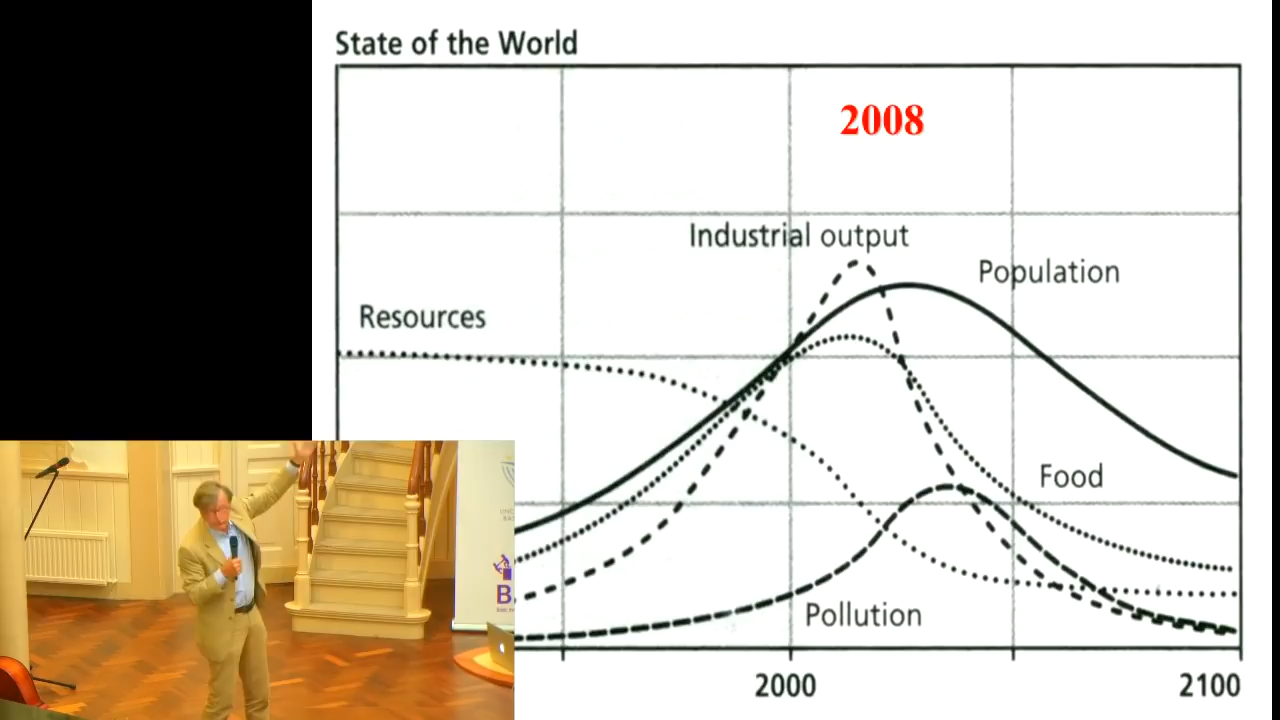 State of the World
2008
Industrial output
Population
Resources
Food
Pollution
2000
2100
B